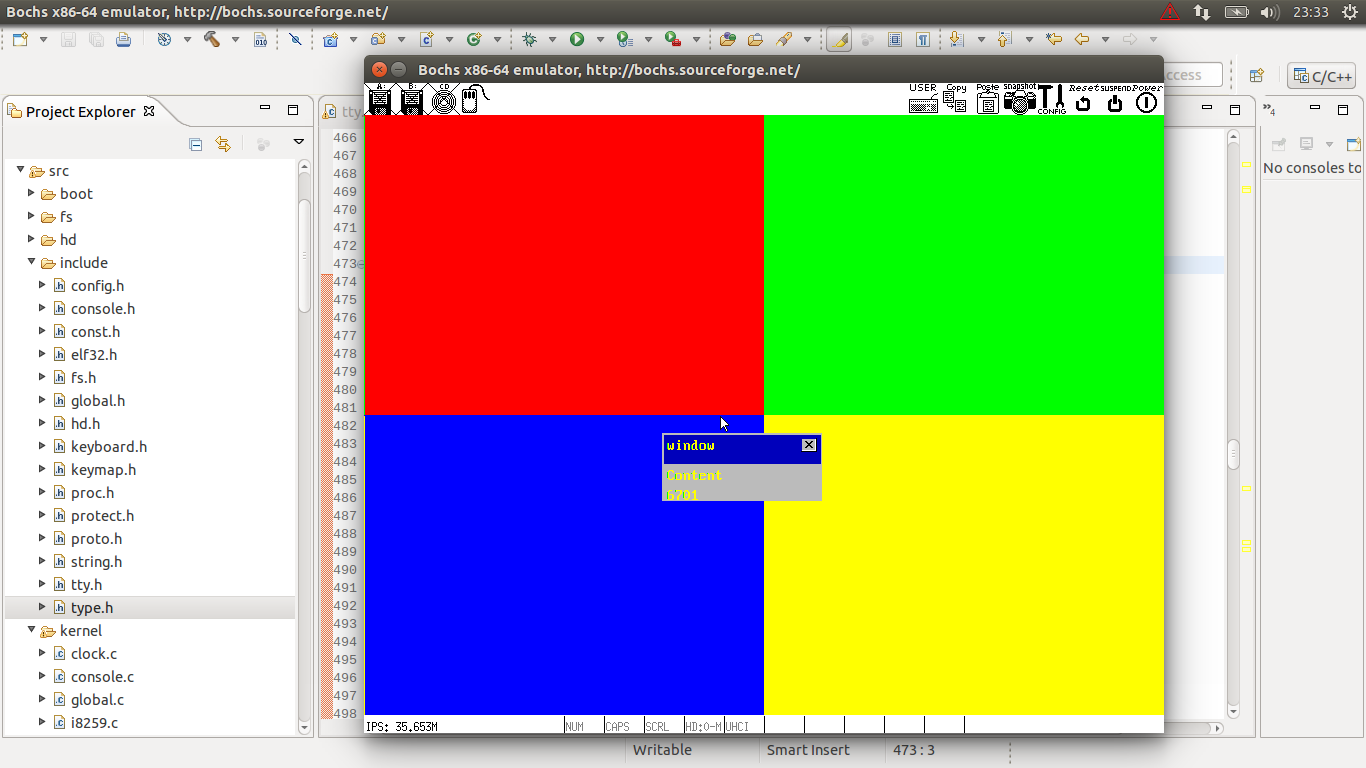 Bochs x86-64 emulator, http://bochs.sourceforge.net/
23:33
Bochs x86-64 emulator, http://bochs.sourceforge.net/
A:
B:
CD
USER
Copy
Paste
Snapshot
CONFIG
Reset
SUSPEND
Power
010
ccess
C/C++
Project Explorer
tty.
4
No consoles to
src
boot
fs
hd
include
config.h
console.h
const.h
elf32.h
fs.h
global.h
hd.h
keyboard.h
keymap.h
proc.h
protect.h
proto.h
string.h
tty.h
type.h
kernel
clock.c
console.c
global.c
i8259.c
466
467
468
469
470
471
472
473
474
475
476
477
478
479
480
481
482
483
484
485
486
487
488
489
490
491
492
493
494
495
496
497
498
window
Content
6701
IPS: 35.653M
NUM
CAPS
SCRL
HD:0-M
UHCI
Writable
Smart Insert
473 : 3